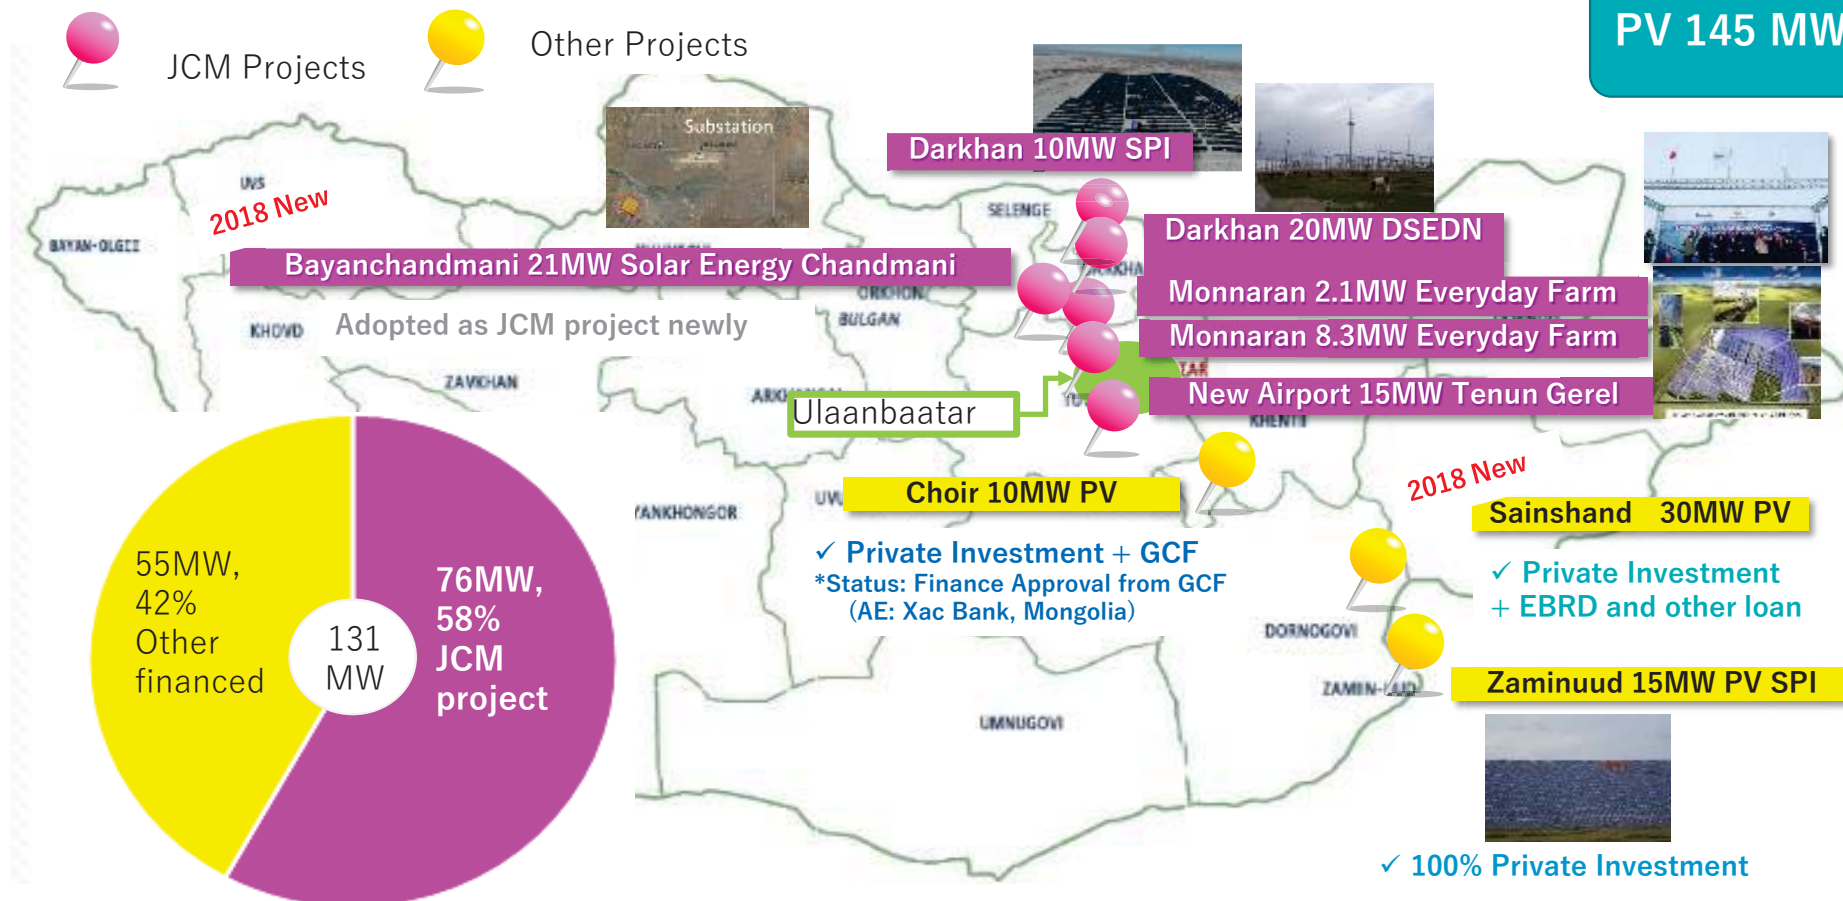 JCM Projects
Other Projects
PV 145 MW
Substation
Darkhan 10MW SPI
UVS
2018 New
SELENGE
BAYAN-OLGII
Darkhan 20MW DSEDN
Bayanchandmani 21MW Solar Energy Chandmani
Monnaran 2.1MW Everyday Farm
ORKHON
KHOVD
Adopted as JCM project newly
BULGAN
Monnaran 8.3MW Everyday Farm
ZAVKHAN
New Airport 15MW Tenun Gerel
Ulaanbaatar
KHENTII
2018 New
Choir 10MW PV
Sainshand 30MW PV
YANKHONGOR
✓ Private Investment + GCF
*Status: Finance Approval from GCF
(AE: Xac Bank, Mongolia)
✓ Private Investment
+ EBRD and other loan
55MW,
42%
Other
financed
131
MW
76MW,
58%
JCM
project
DORNOGOVI
Zaminuud 15MW PV SPI
UMNUGOVI
✓ 100% Private Investment